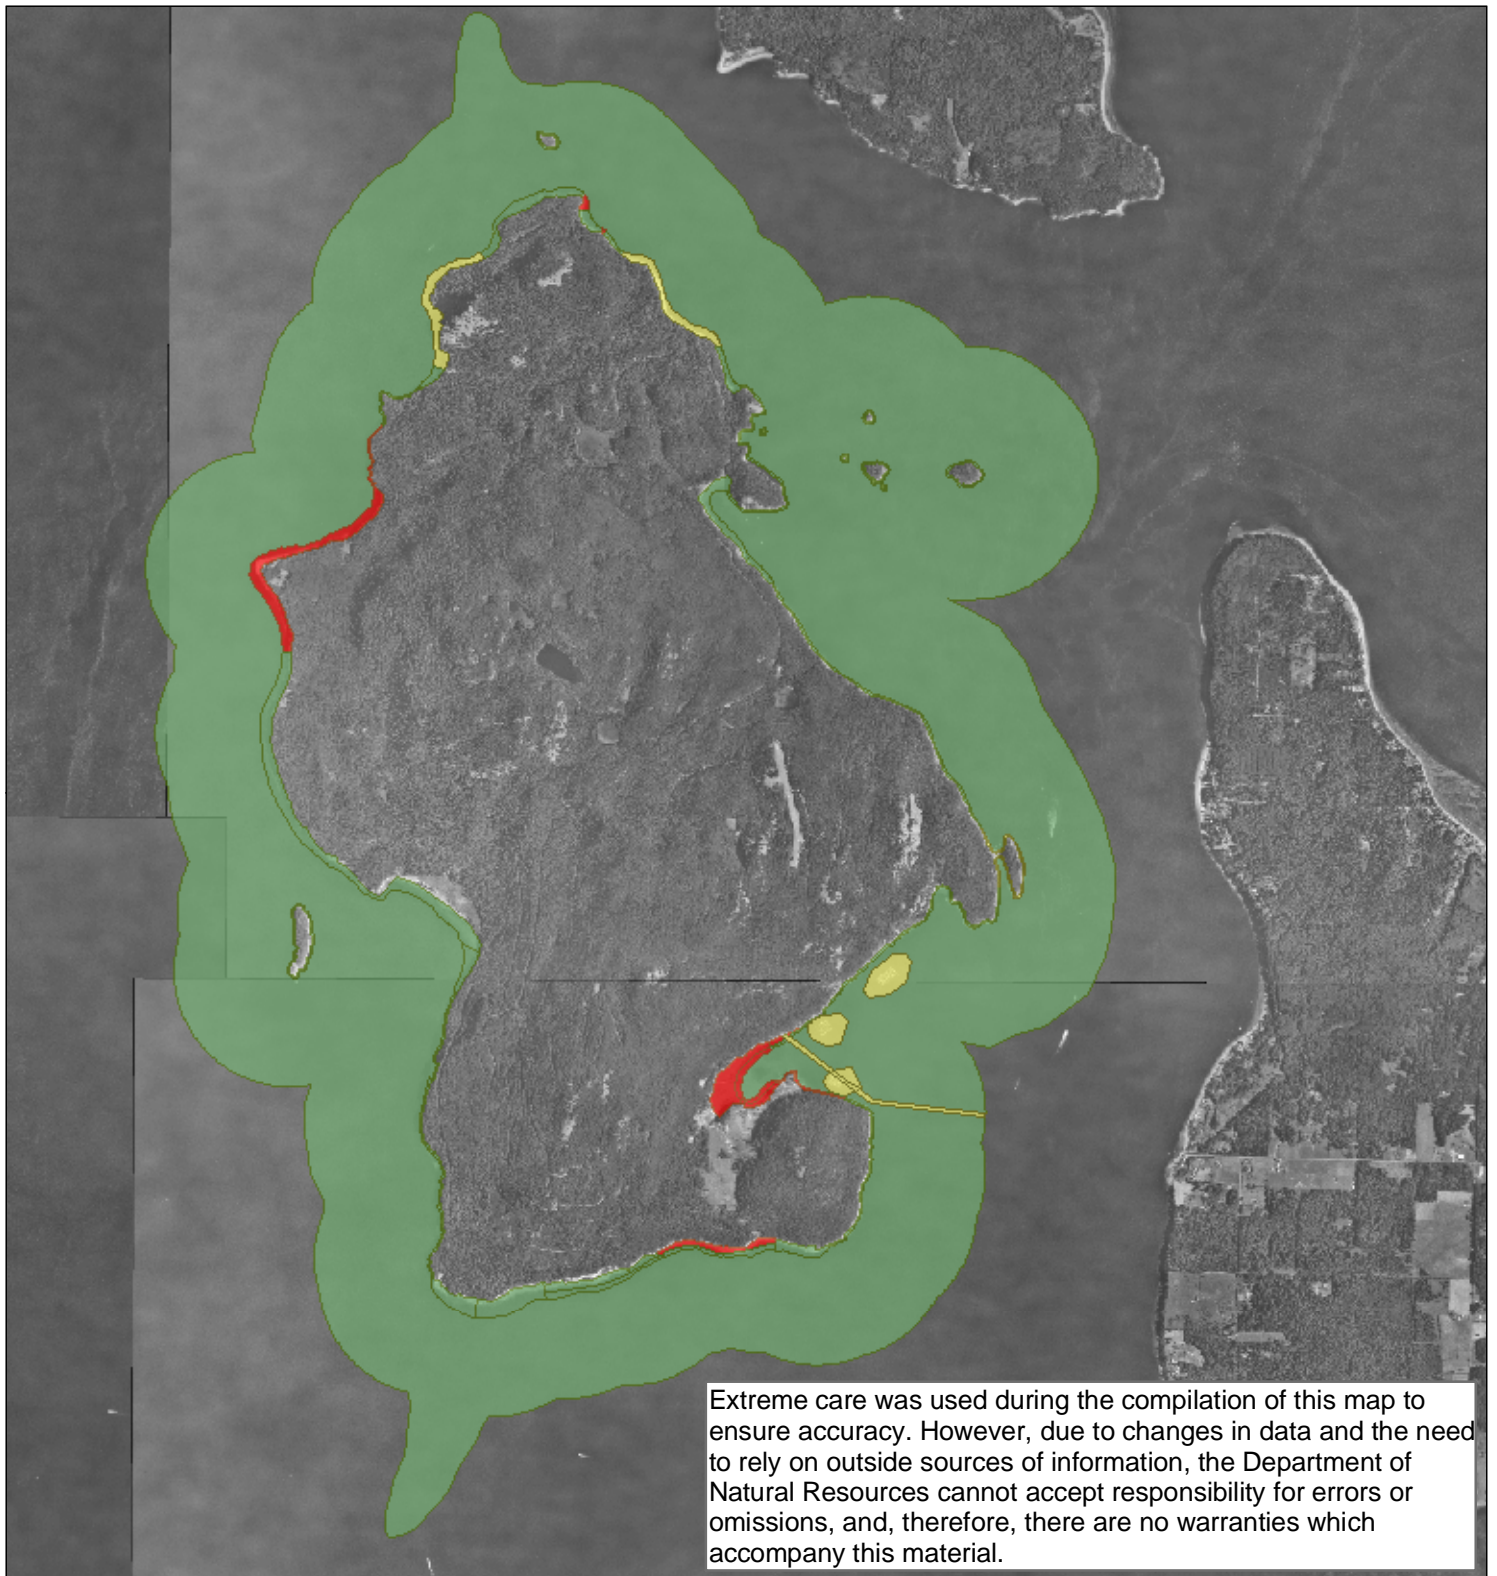 Extreme care was used during the compilation of this map to
ensure accuracy. However, due to changes in data and the need
to rely on outside sources of information, the Department of
Natural Resources cannot accept responsibility for errors or
omissions, and, therefore, there are no warranties which
accompany this material.